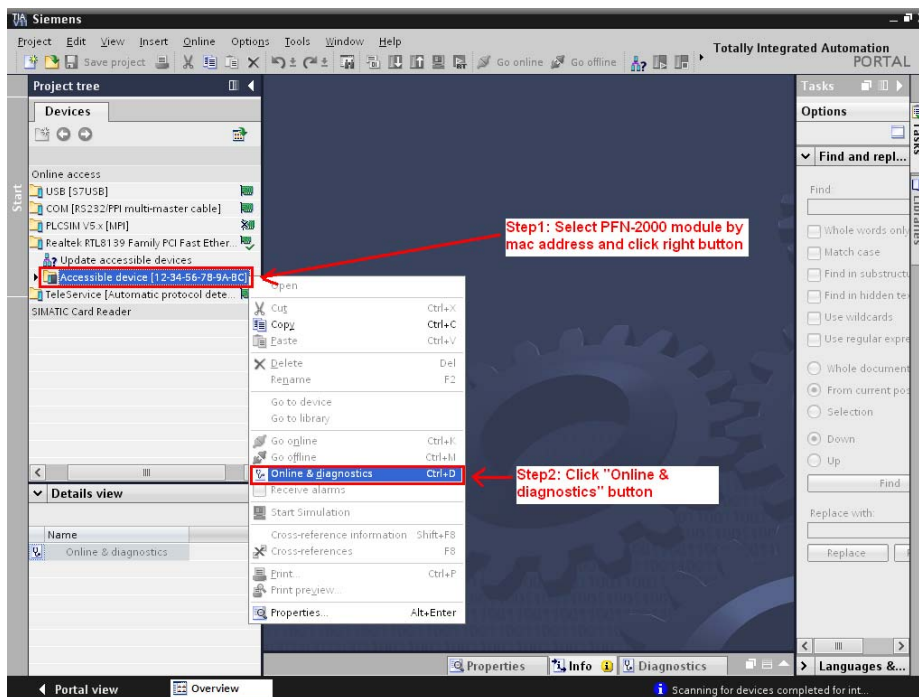 Siemens
Project Edit View Insert Online Options Tools Window Help
Save project Go online Go offline
Totally Integrated Automation
PORTAL
Start
Project tree
Devices
Online access
USB [S7USB]
COM [RS232/PPI multi-master cable]
PLCSIM V5.x [MPI]
Realtek RTL8139 Family PCI Fast Ether...
Update accessible devices
Accessible device [12-34-56-78-9A-BC]
TeleService [Automatic protocol dete...
SIMATIC Card Reader
Step1: Select PFN-2000 module by
mac address and click right button
Open
Cut Ctrl+X
Copy Ctrl+C
Paste Ctrl+V
Delete Del
Rename F2
Go to device
Go to library
Go online Ctrl+K
Go offline Ctrl+M
Online & diagnostics Ctrl+D
Receive alarms
Start Simulation
Cross-reference information Shift+F8
Cross-references F8
Print... Ctrl+P
Print preview...
Properties... Alt+Enter
Step2: Click "Online &
diagnostics" button
Details view
Name
Online & diagnostics
Tasks
Options
Find and repl...
Find:
Whole words only
Match case
Find in substructu
Find in hidden te
Use wildcards
Use regular expre
Whole document
From current pos
Selection
Down
Up
Find
Replace with:
Replace
Languages &...
Tasks
Libraries
Properties Info Diagnostics
Portal view Overview
Scanning for devices completed for int...